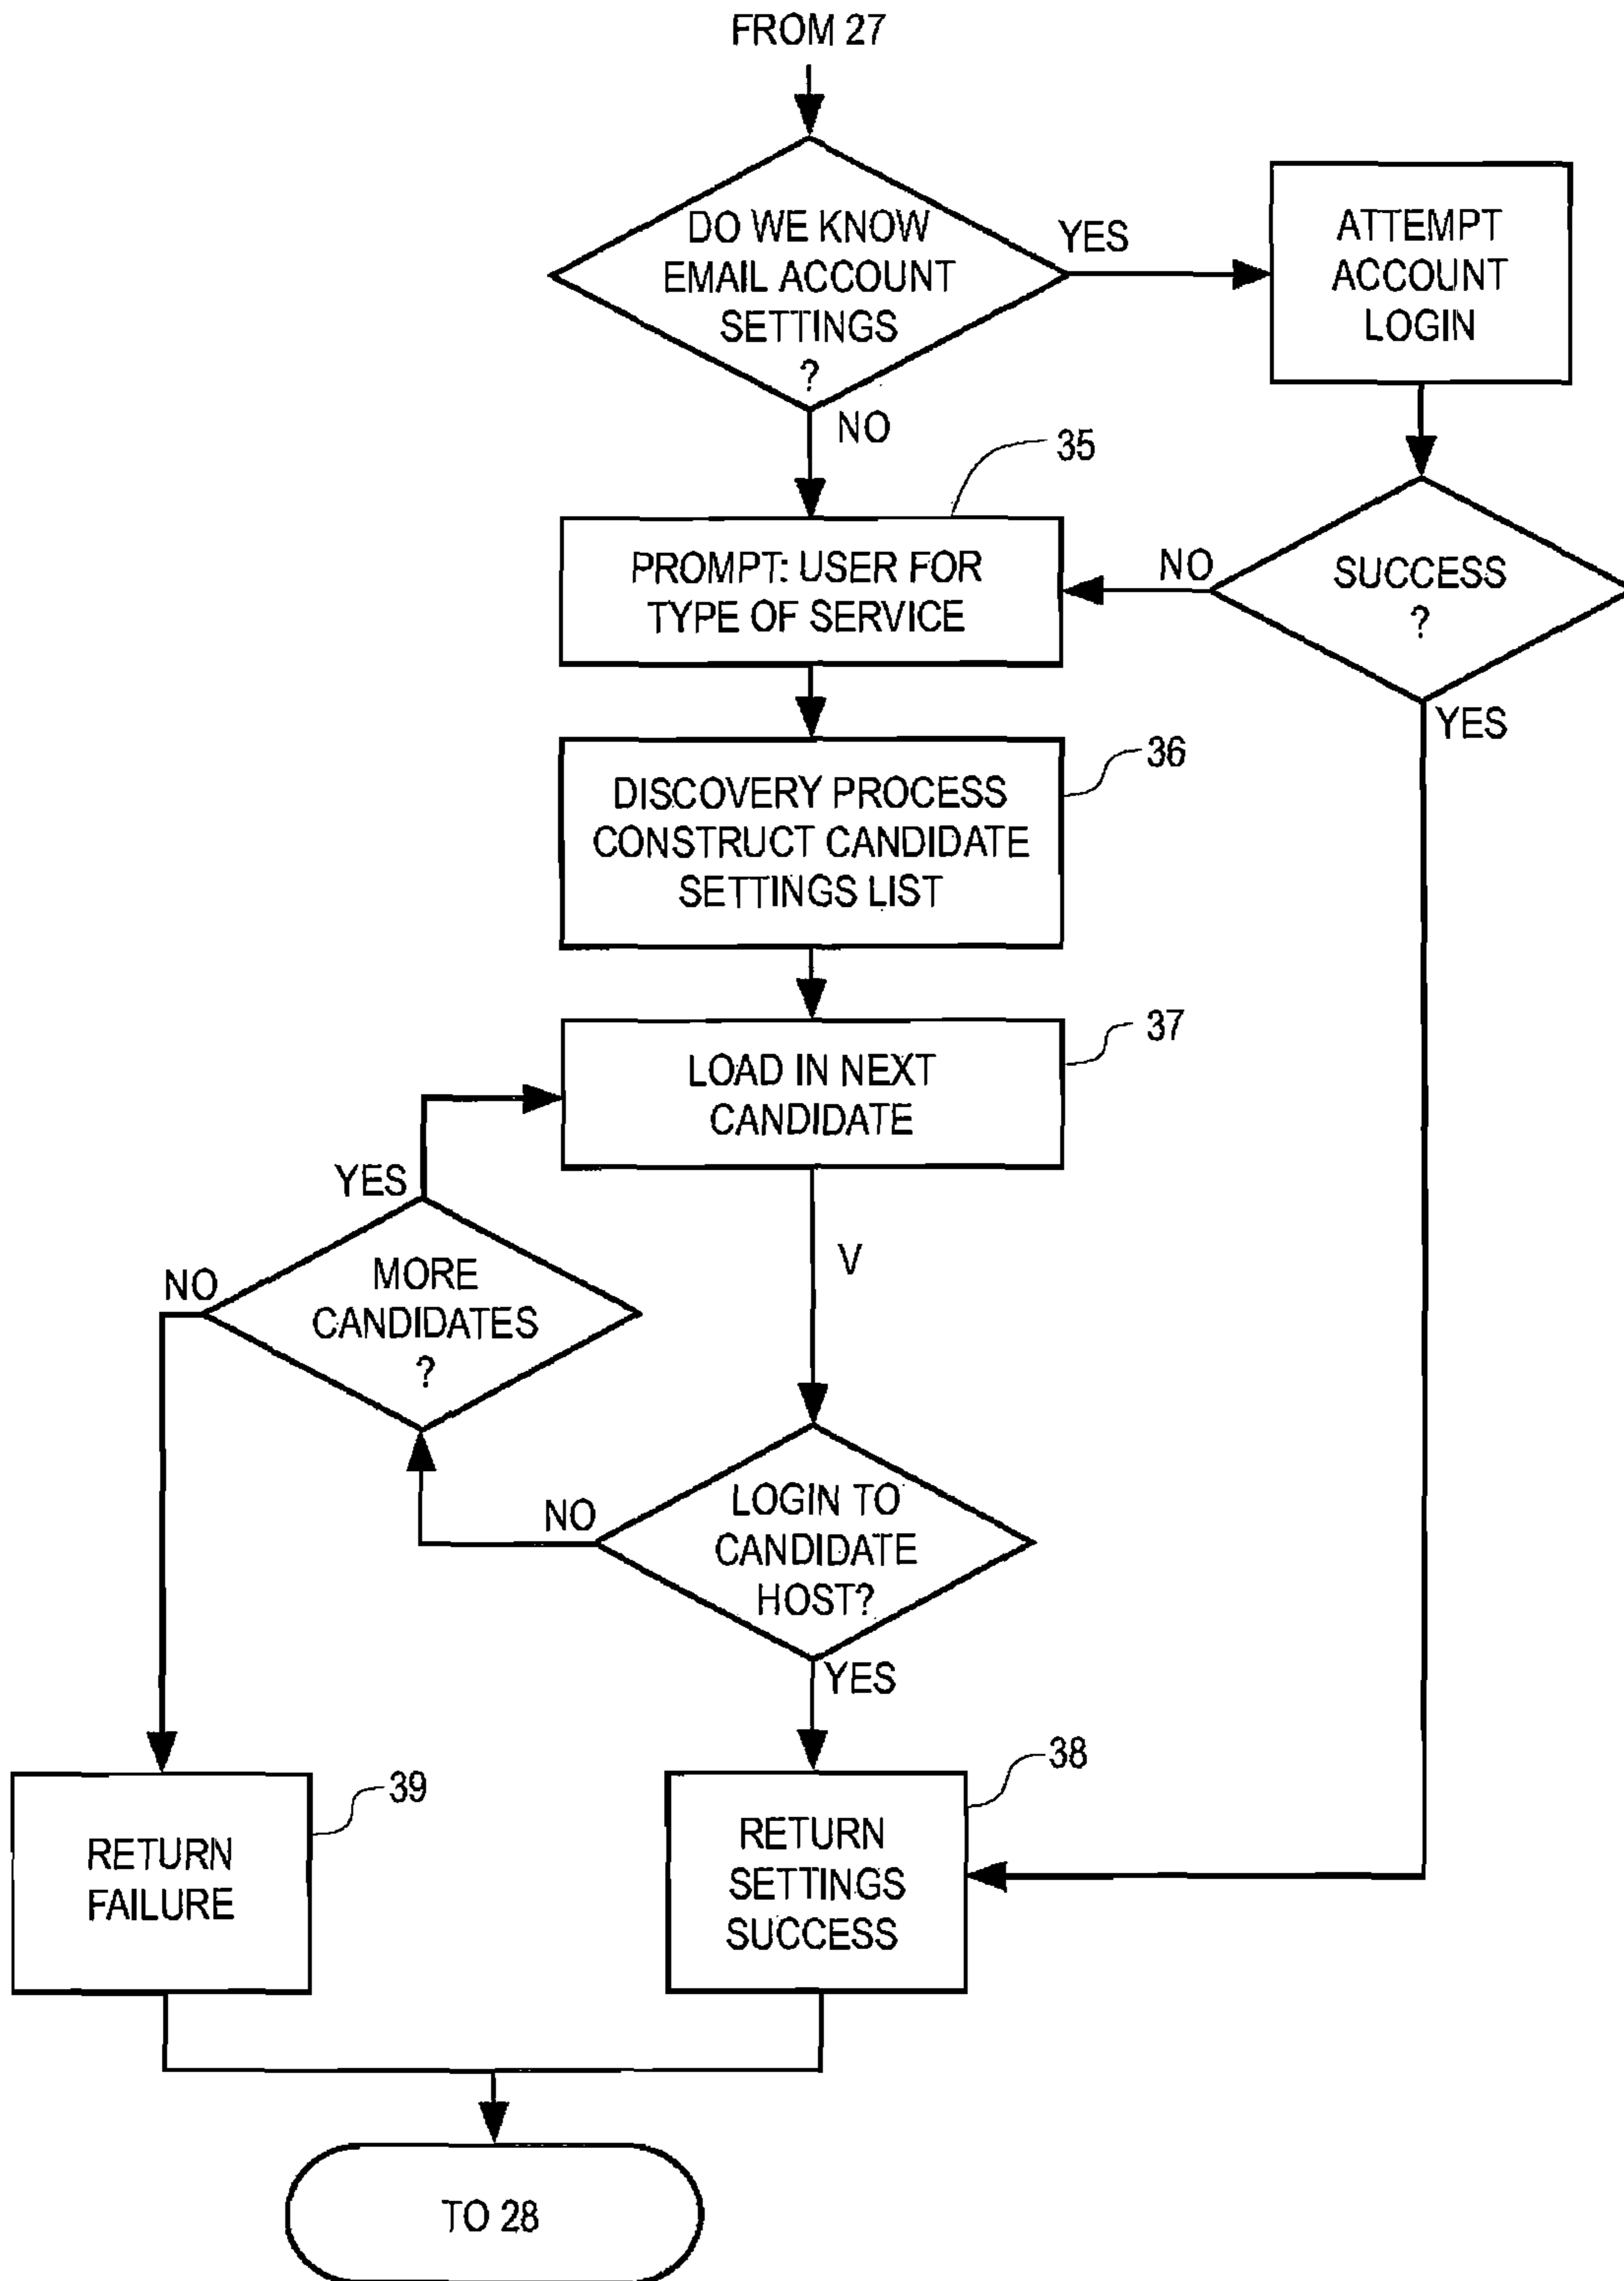 FROM 27
DO WE KNOW
EMAIL ACCOUNT
SETTINGS
?
YES
ATTEMPT
ACCOUNT
LOGIN
NO
35
PROMPT: USER FOR
TYPE OF SERVICE
NO
SUCCESS
?
YES
36
DISCOVERY PROCESS
CONSTRUCT CANDIDATE
SETTINGS LIST
37
LOAD IN NEXT
CANDIDATE
YES
NO
MORE
CANDIDATES
?
V
NO
LOGIN TO
CANDIDATE
HOST?
YES
38
39
RETURN
FAILURE
RETURN
SETTINGS
SUCCESS
TO 28